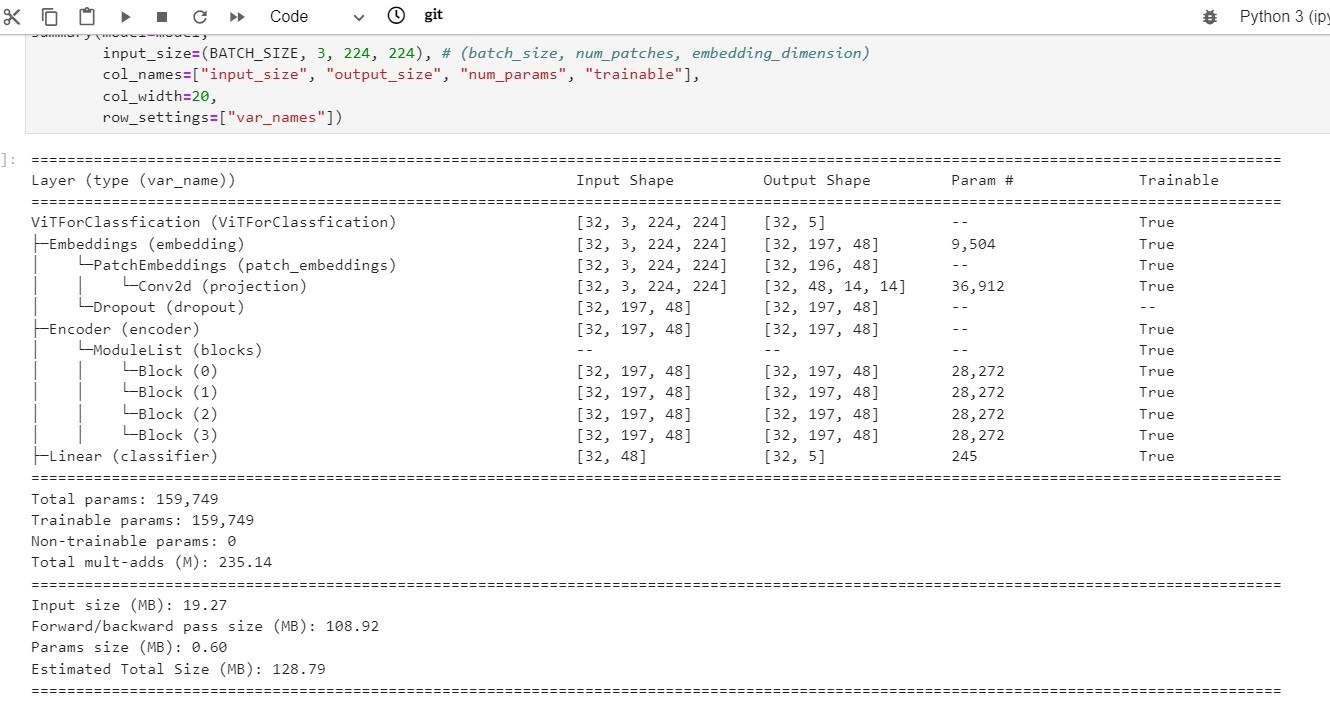 Code git Python 3 (ipy
summary(model=model,
input_size=(BATCH_SIZE, 3, 224, 224), # (batch_size, num_patches, embedding_dimension)
col_names=["input_size", "output_size", "num_params", "trainable"],
col_width=20,
row_settings=["var_names"])
]:
==========================================================================================================================================
Layer (type (var_name)) Input Shape Output Shape Param # Trainable
==========================================================================================================================================
ViTForClassfication (ViTForClassfication) [32, 3, 224, 224] [32, 5] -- True
├─Embeddings (embedding) [32, 3, 224, 224] [32, 197, 48] 9,504 True
│ └─PatchEmbeddings (patch_embeddings) [32, 3, 224, 224] [32, 196, 48] -- True
│ │ └─Conv2d (projection) [32, 3, 224, 224] [32, 48, 14, 14] 36,912 True
│ └─Dropout (dropout) [32, 197, 48] [32, 197, 48] -- --
├─Encoder (encoder) [32, 197, 48] [32, 197, 48] -- True
│ └─ModuleList (blocks) -- -- -- True
│ │ └─Block (0) [32, 197, 48] [32, 197, 48] 28,272 True
│ │ └─Block (1) [32, 197, 48] [32, 197, 48] 28,272 True
│ │ └─Block (2) [32, 197, 48] [32, 197, 48] 28,272 True
│ │ └─Block (3) [32, 197, 48] [32, 197, 48] 28,272 True
├─Linear (classifier) [32, 48] [32, 5] 245 True
==========================================================================================================================================
Total params: 159,749
Trainable params: 159,749
Non-trainable params: 0
Total mult-adds (M): 235.14
==========================================================================================================================================
Input size (MB): 19.27
Forward/backward pass size (MB): 108.92
Params size (MB): 0.60
Estimated Total Size (MB): 128.79
==========================================================================================================================================